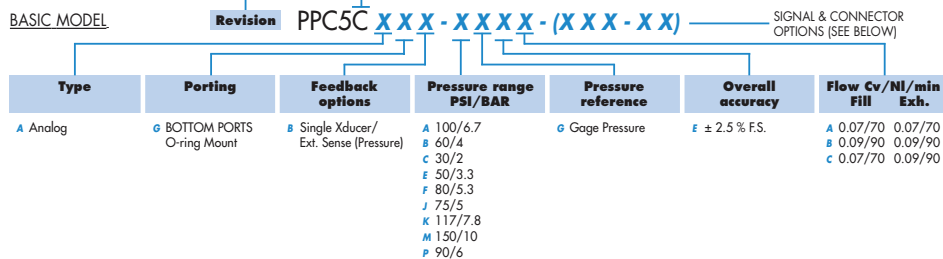 BASIC MODEL
Revision
PPC5C X X X - X X X X - (X X X - X X)
SIGNAL & CONNECTOR
OPTIONS (SEE BELOW)
Type
A Analog
Porting
G BOTTOM PORTS
O-ring Mount
Feedback
options
B Single Xducer/
Ext. Sense (Pressure)
Pressure range
PSI/BAR
A 100/6.7
B 60/4
C 30/2
E 50/3.3
F 80/5.3
J 75/5
K 117/7.8
M 150/10
P 90/6
Pressure
reference
G Gage Pressure
Overall
accuracy
E ± 2.5 % F.S.
Flow Cv/Nl/min
Fill Exh.
A 0.07/70 0.07/70
B 0.09/90 0.09/90
C 0.07/70 0.09/90